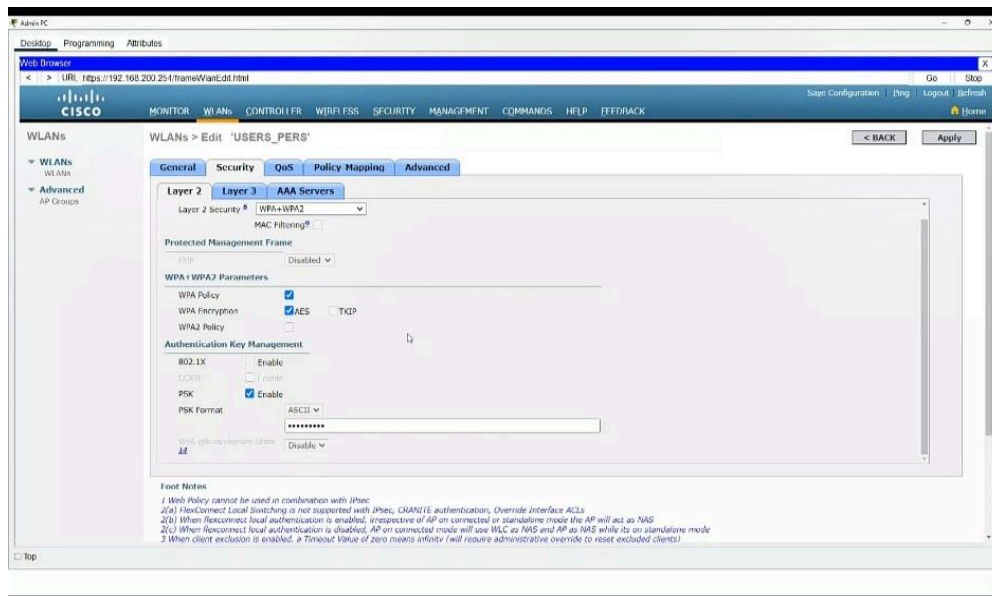 Admin PC
Desktop Programming Attributes
Web Browser X
< > URL https://192.168.200.254/frameWlanEdit.html Go Stop
Save Configuration Ping Logout Refresh
CISCO MONITOR WLANs CONTROLLER WIRELESS SECURITY MANAGEMENT COMMANDS HELP FEEDBACK Home
WLANs WLANs > Edit 'USERS_PERS' < BACK Apply
WLANs
WLANs
Advanced
AP Groups
General Security QoS Policy-Mapping Advanced
Layer 2 Layer 3 AAA Servers
Layer 2 Security 6 WPA+WPA2
MAC Filtering 9
Protected Management Frame
PMF Disabled
WPA+WPA2 Parameters
WPA Policy
WPA Encryption AES TKIP
WPA2 Policy
Authentication Key Management
802.1X Enable
CCKM Enable
PSK Enable
PSK Format ASCII
•••••••••
WPA gtk-randomize State Disable
14
Foot Notes
1 Web Policy cannot be used in combination with IPsec
2(a) FlexConnect Local Switching is not supported with IPsec, CRANITE authentication, Override Interface ACLs
2(b) When flexconnect local authentication is enabled, irrespective of AP on connected or standalone mode the AP will act as NAS
2(c) When flexconnect local authentication is disabled, AP on connected mode will use WLC as NAS and AP as NAS while its on standalone mode
3 When client exclusion is enabled, a Timeout Value of zero means infinity (will require administrative override to reset excluded clients)
Top